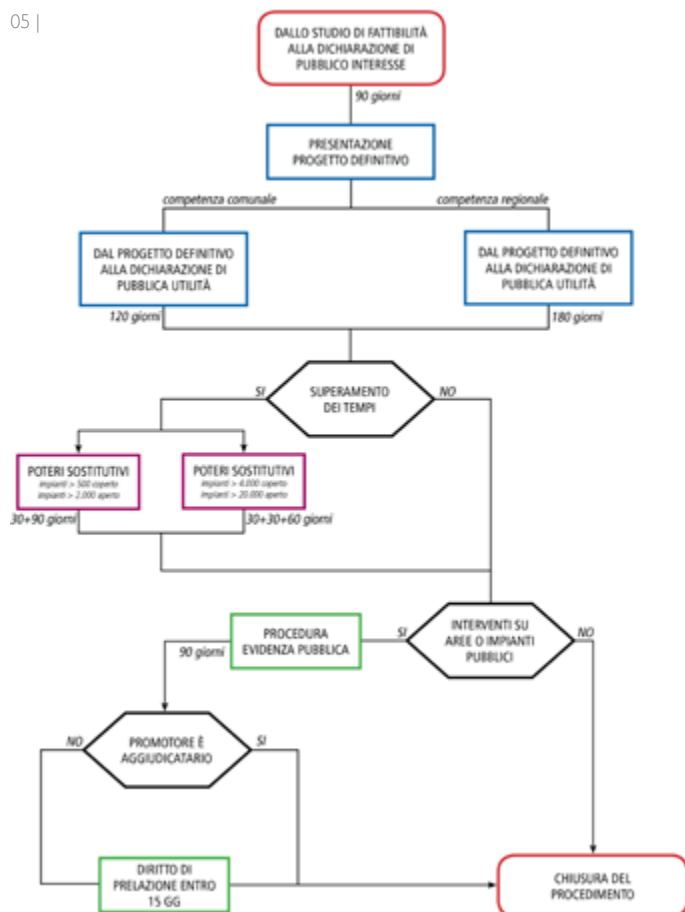 05 |
DALLO STUDIO DI FATTIBILITÀ
ALLA DICHIARAZIONE DI
PUBBLICO INTERESSE
90 giorni
PRESENTAZIONE
PROGETTO DEFINITIVO
competenza comunale
competenza regionale
DAL PROGETTO DEFINITIVO
ALLA DICHIARAZIONE DI
PUBBLICA UTILITÀ
DAL PROGETTO DEFINITIVO
ALLA DICHIARAZIONE DI
PUBBLICA UTILITÀ
120 giorni
180 giorni
SI
SUPERAMENTO
DEI TEMPI
NO
POTERI SOSTITUTIVI
impianti > 500 coperto
impianti > 2.000 aperto
POTERI SOSTITUTIVI
impianti > 4.000 coperto
impianti > 20.000 aperto
30+90 giorni
30+30+60 giorni
PROCEDURA
EVIDENZA PUBBLICA
SI
INTERVENTI SU
AREE O IMPIANTI
PUBBLICI
NO
90 giorni
NO
PROMOTORE È
AGGIUDICATARIO
SI
DIRITTO DI
PRELAZIONE ENTRO
15 GG
CHIUSURA DEL
PROCEDIMENTO